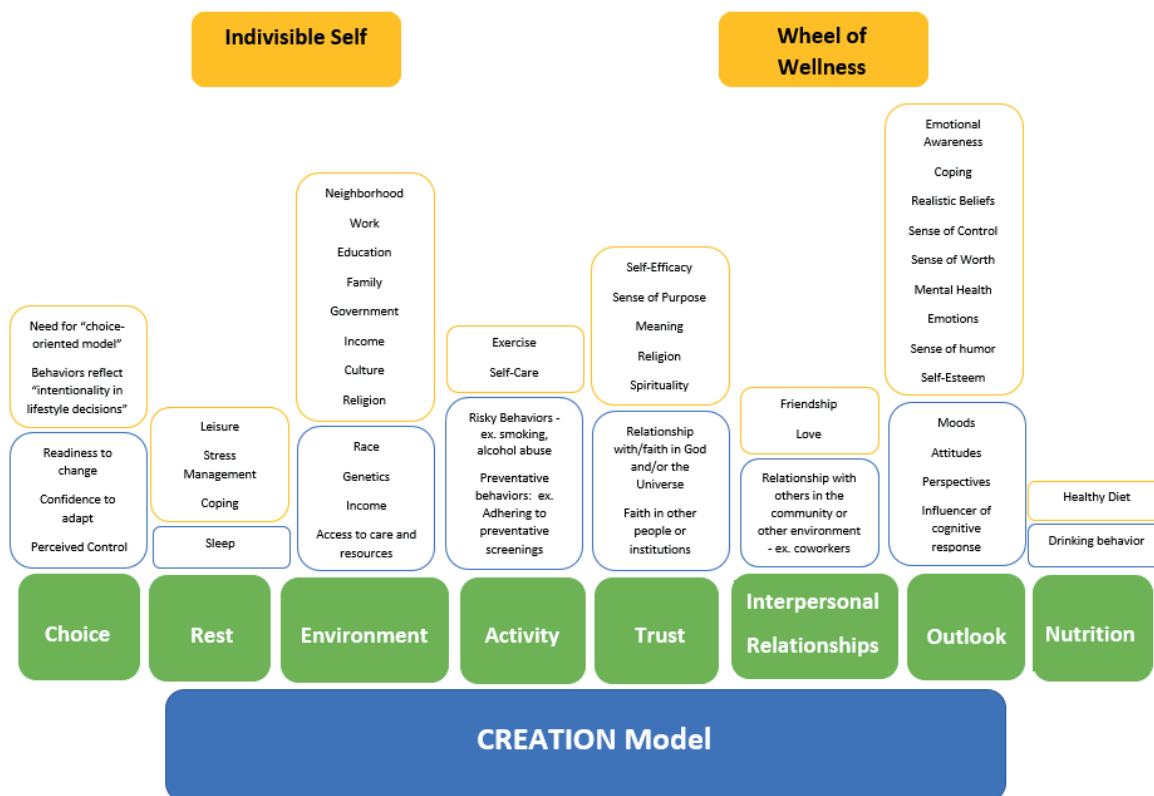 Indivisible Self
Wheel of
Wellness
Need for “choice-
oriented model”
Behaviors reflect
“intentionality in
lifestyle decisions”
Readiness to
change
Confidence to
adapt
Perceived Control
Choice
Leisure
Stress
Management
Coping
Sleep
Rest
Neighborhood
Work
Education
Family
Government
Income
Culture
Religion
Race
Genetics
Income
Access to care and
resources
Environment
Exercise
Self-Care
Risky Behaviors -
ex. smoking,
alcohol abuse
Preventative
behaviors: ex.
Adhering to
preventative
screenings
Activity
Self-Efficacy
Sense of Purpose
Meaning
Religion
Spirituality
Relationship
with/faith in God
and/or the
Universe
Faith in other
people or
institutions
Trust
Friendship
Love
Relationship with
others in the
community or
other environment
- ex. coworkers
Interpersonal
Relationships
Emotional
Awareness
Coping
Realistic Beliefs
Sense of Control
Sense of Worth
Mental Health
Emotions
Sense of humor
Self-Esteem
Moods
Attitudes
Perspectives
Influencer of
cognitive
response
Outlook
Healthy Diet
Drinking behavior
Nutrition
CREATION Model